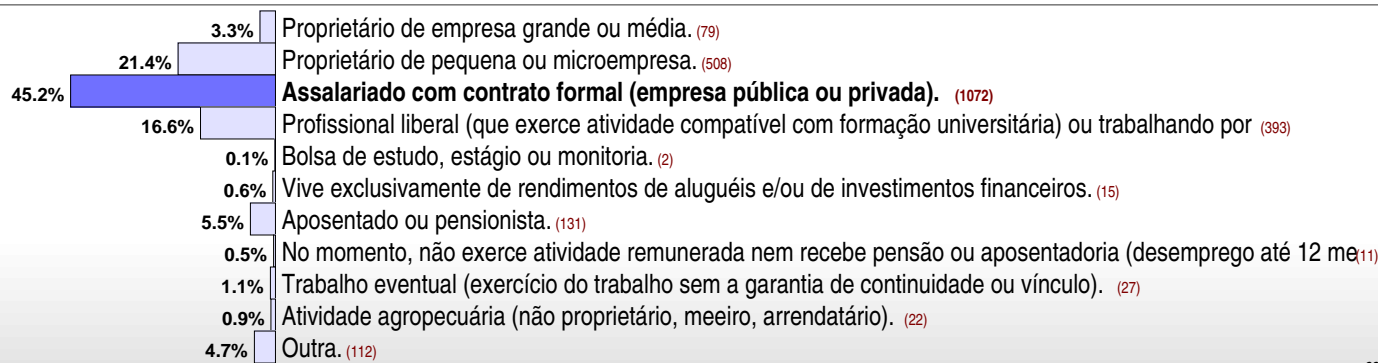 3.3% Proprietário de empresa grande ou média. (79)
21.4% Proprietário de pequena ou microempresa. (508)
45.2% Assalariado com contrato formal (empresa pública ou privada). (1072)
16.6% Profissional liberal (que exerce atividade compatível com formação universitária) ou trabalhando por (393)
0.1% Bolsa de estudo, estágio ou monitoria. (2)
0.6% Vive exclusivamente de rendimentos de aluguéis e/ou de investimentos financeiros. (15)
5.5% Aposentado ou pensionista. (131)
0.5% No momento, não exerce atividade remunerada nem recebe pensão ou aposentadoria (desemprego até 12 me(11)
1.1% Trabalho eventual (exercício do trabalho sem a garantia de continuidade ou vínculo). (27)
0.9% Atividade agropecuária (não proprietário, meeiro, arrendatário). (22)
4.7% Outra. (112)